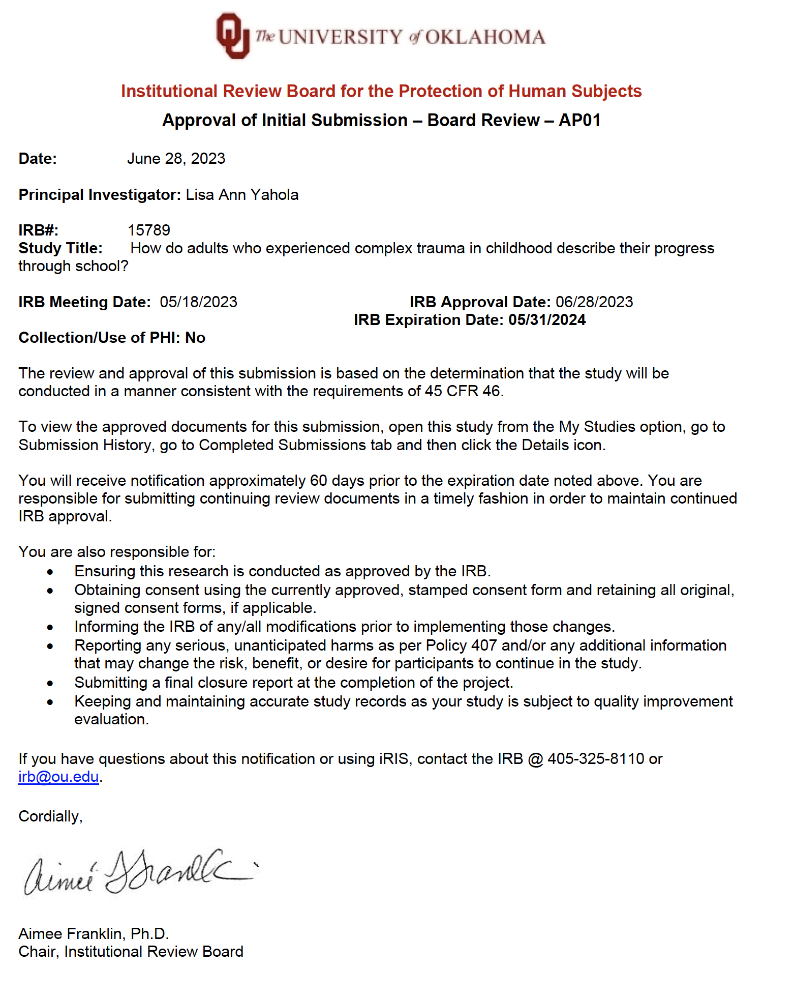 OU The UNIVERSITY of OKLAHOMA
Institutional Review Board for the Protection of Human Subjects
Approval of Initial Submission – Board Review – AP01
Date: June 28, 2023
Principal Investigator: Lisa Ann Yahola
IRB#: 15789
Study Title: How do adults who experienced complex trauma in childhood describe their progress
through school?
IRB Meeting Date: 05/18/2023 IRB Approval Date: 06/28/2023
IRB Expiration Date: 05/31/2024
Collection/Use of PHI: No
The review and approval of this submission is based on the determination that the study will be
conducted in a manner consistent with the requirements of 45 CFR 46.
To view the approved documents for this submission, open this study from the My Studies option, go to
Submission History, go to Completed Submissions tab and then click the Details icon.
You will receive notification approximately 60 days prior to the expiration date noted above. You are
responsible for submitting continuing review documents in a timely fashion in order to maintain continued
IRB approval.
You are also responsible for:
• Ensuring this research is conducted as approved by the IRB.
• Obtaining consent using the currently approved, stamped consent form and retaining all original,
signed consent forms, if applicable.
• Informing the IRB of any/all modifications prior to implementing those changes.
• Reporting any serious, unanticipated harms as per Policy 407 and/or any additional information
that may change the risk, benefit, or desire for participants to continue in the study.
• Submitting a final closure report at the completion of the project.
• Keeping and maintaining accurate study records as your study is subject to quality improvement
evaluation.
If you have questions about this notification or using iRIS, contact the IRB @ 405-325-8110 or
irb@ou.edu.
Cordially,
Aimeé
Aimee Franklin, Ph.D.
Chair, Institutional Review Board